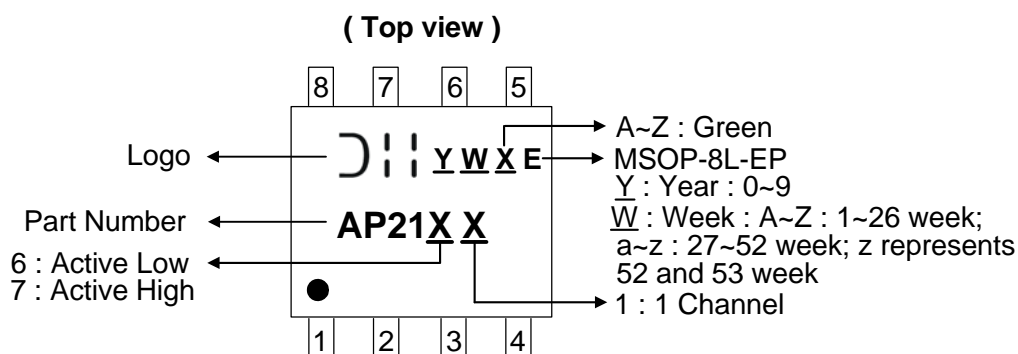 ( Top view )
8 7 6 5
Logo
Y W X E
A~Z : Green
MSOP-8L-EP
Y : Year : 0~9
W : Week : A~Z : 1~26 week;
a~z : 27~52 week; z represents
52 and 53 week
Part Number
AP21X X
6 : Active Low
7 : Active High
1 : 1 Channel
1 2 3 4